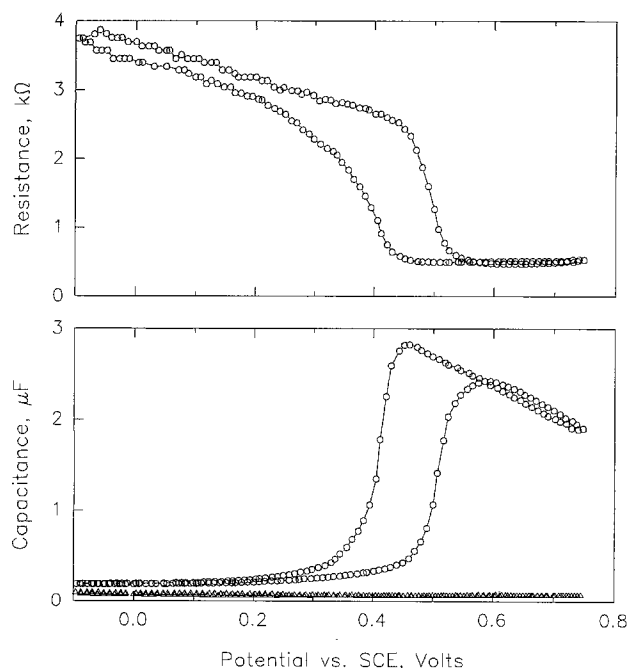 4
3
2
1
0
Resistance, kΩ
3
2
1
0
Capacitance, μF
0.0 0.2 0.4 0.6 0.8
Potential vs. SCE, Volts